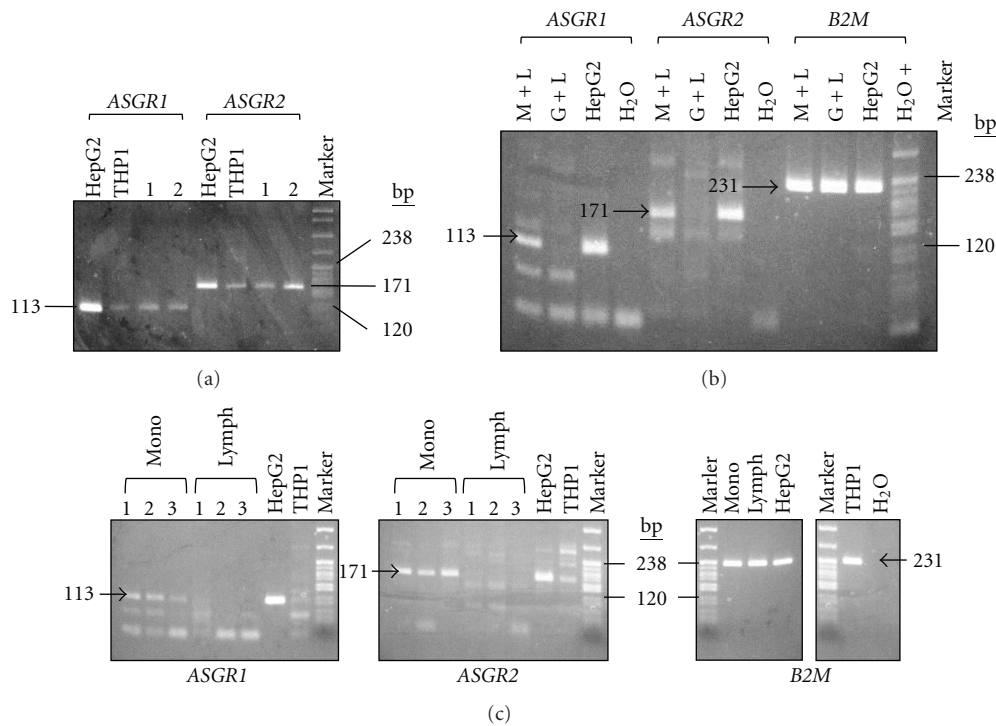 ASGR1
ASGR2
HepG2
THP1
1
2
HepG2
THP1
1
2
Marker
bp
238
171
120
113
(a)
ASGR1
ASGR2
B2M
M + L
G + L
HepG2
H₂O
M + L
G + L
HepG2
H₂O
M + L
G + L
HepG2
H₂O +
Marker
bp
238
120
231
171
113
(b)
Mono
Lymph
1 2 3
1 2 3
HepG2
THP1
Marker
113
ASGR1
Mono
Lymph
1 2 3
1 2 3
HepG2
THP1
Marker
171
bp
238
120
ASGR2
Marler
Mono
Lymph
HepG2
Marker
THP1
H₂O
231
B2M
(c)